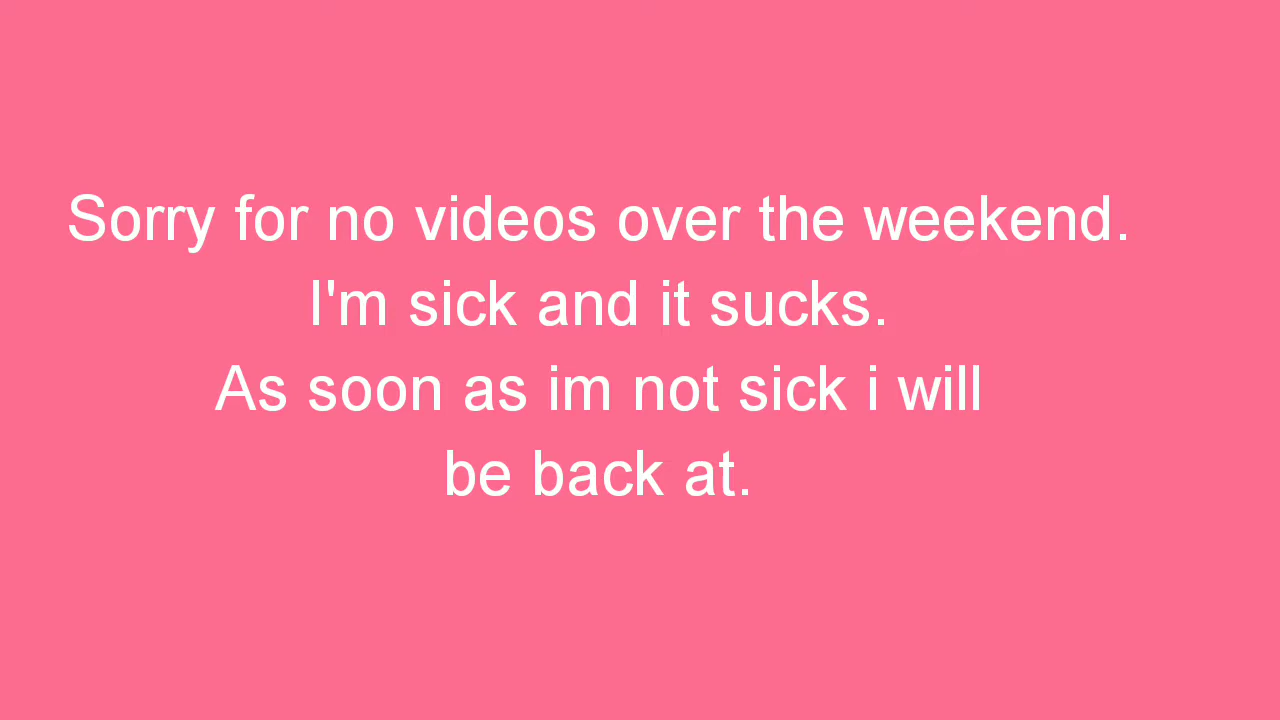 Sorry for no videos over the weekend.
I'm sick and it sucks.
As soon as im not sick i will
be back at.